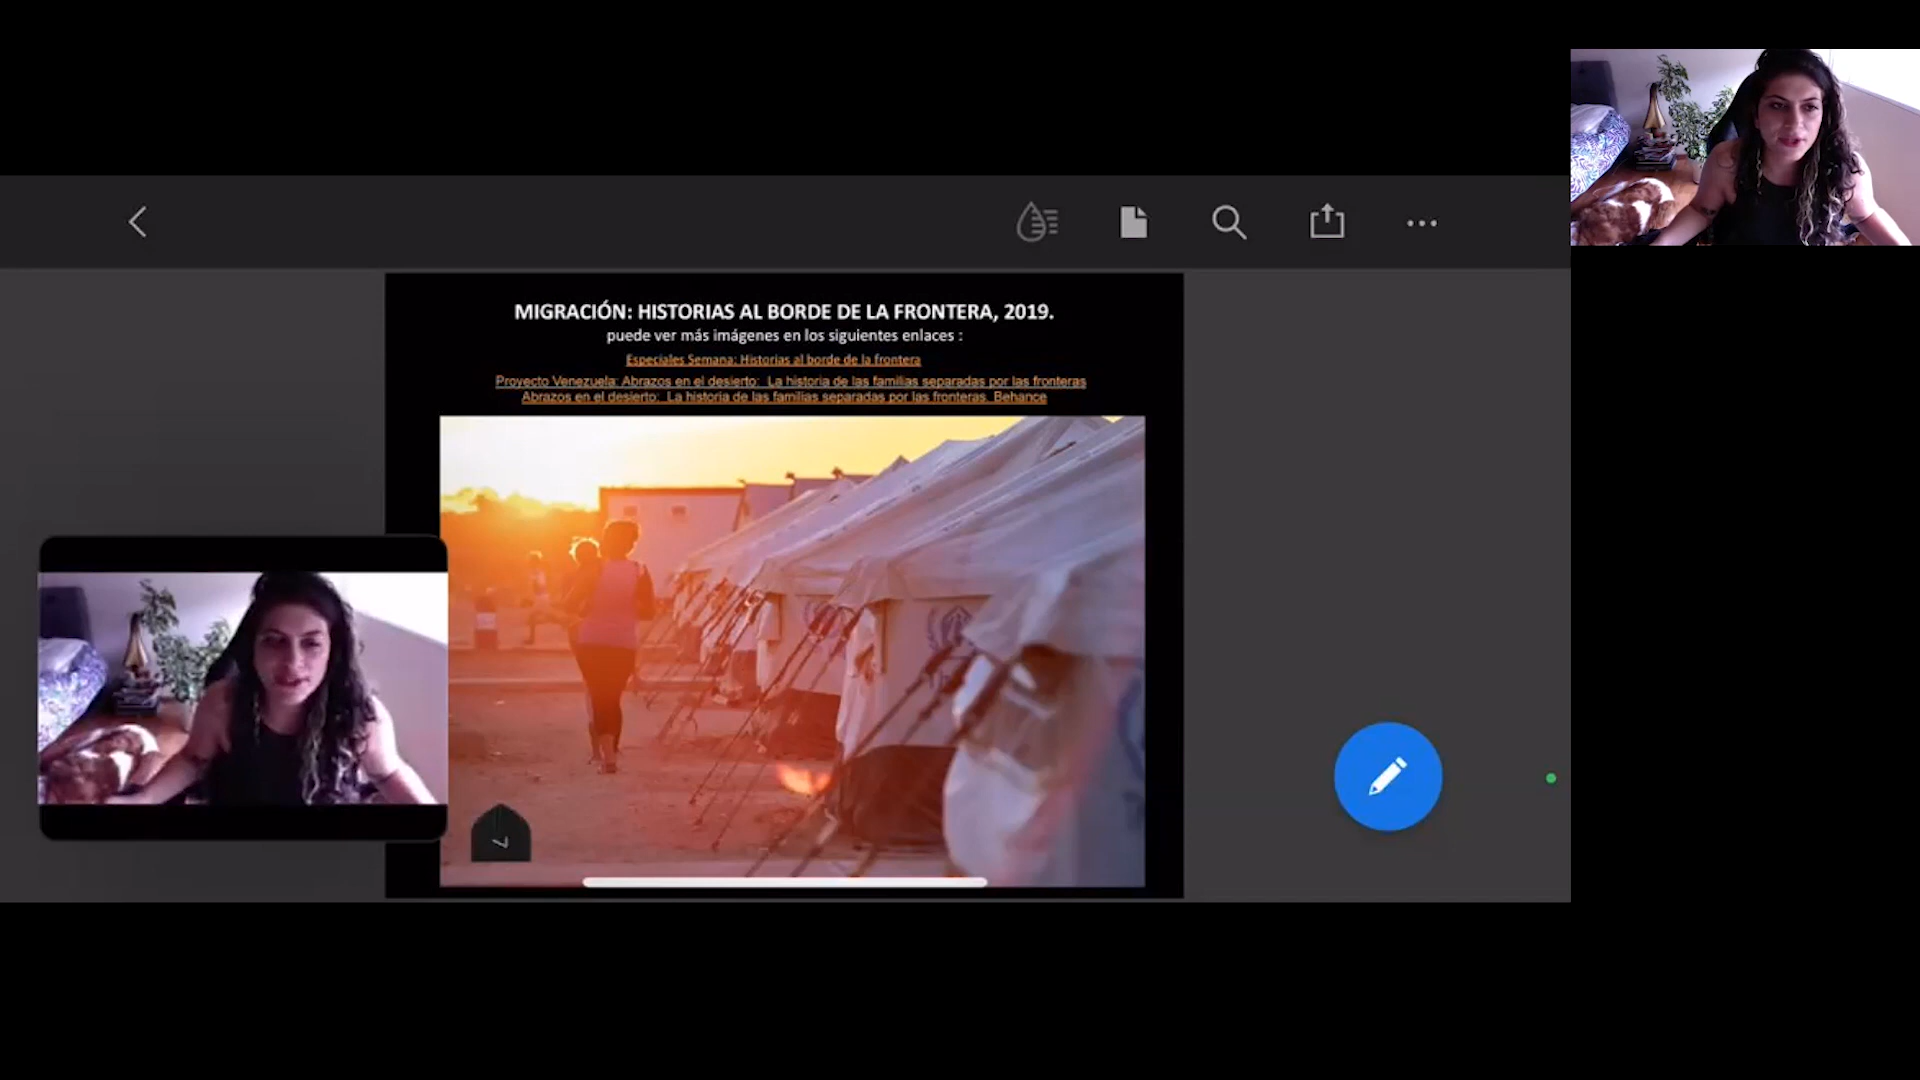 MIGRACIÓN: HISTORIAS AL BORDE DE LA FRONTERA, 2019.
puede ver más imágenes en los siguientes enlaces :
Especiales Semana: Historias al borde de la frontera
Proyecto Venezuela: Abrazos en el desierto: La historia de las familias separadas por las fronteras
Abrazos en el desierto: La historia de las familias separadas por las fronteras. Behance